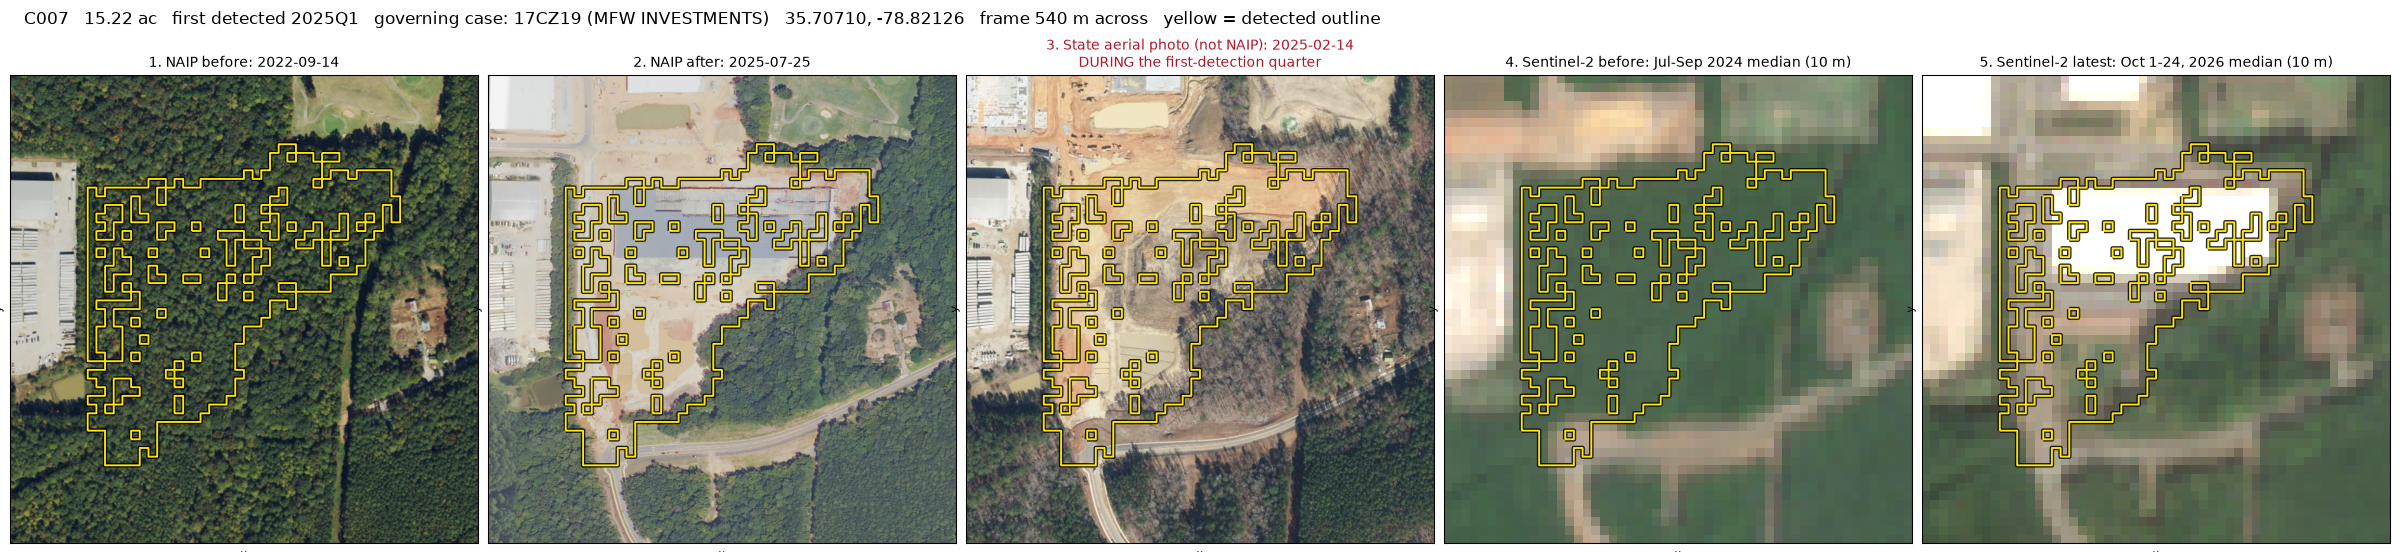 C007   15.22 ac   first detected 2025Q1   governing case: 17CZ19 (MFW INVESTMENTS)   35.70710, -78.82126   frame 540 m across   yellow = detected outline
1. NAIP before: 2022-09-14
2. NAIP after: 2025-07-25
3. State aerial photo (not NAIP): 2025-02-14
DURING the first-detection quarter
4. Sentinel-2 before: Jul-Sep 2024 median (10 m)
5. Sentinel-2 latest: Oct 1-24, 2026 median (10 m)